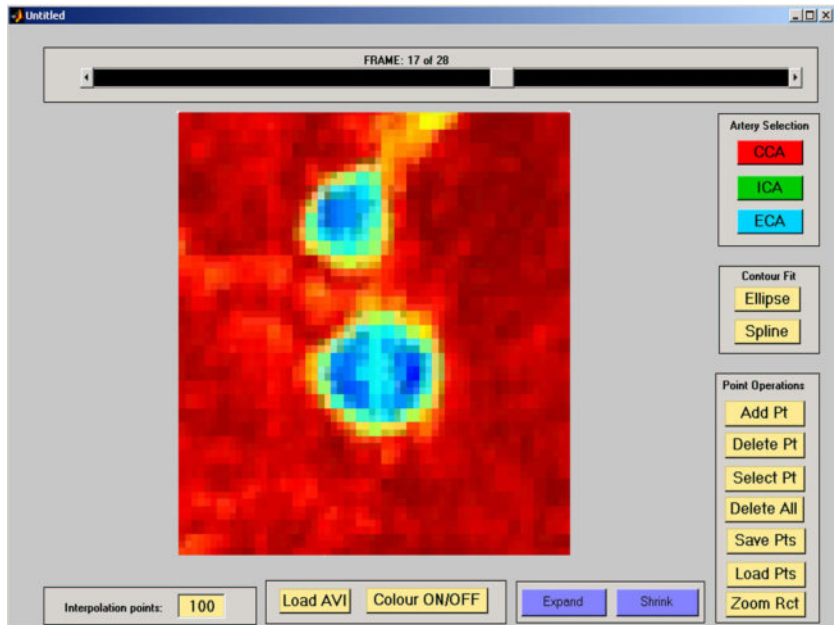 Untitled
FRAME: 17 of 28
Artery Selection
CCA
ICA
ECA
Contour Fit
Ellipse
Spline
Point Operations
Add Pt
Delete Pt
Select Pt
Delete All
Save Pts
Load Pts
Zoom Rct
Interpolation points: 100
Load AVI Colour ON/OFF
Expand Shrink